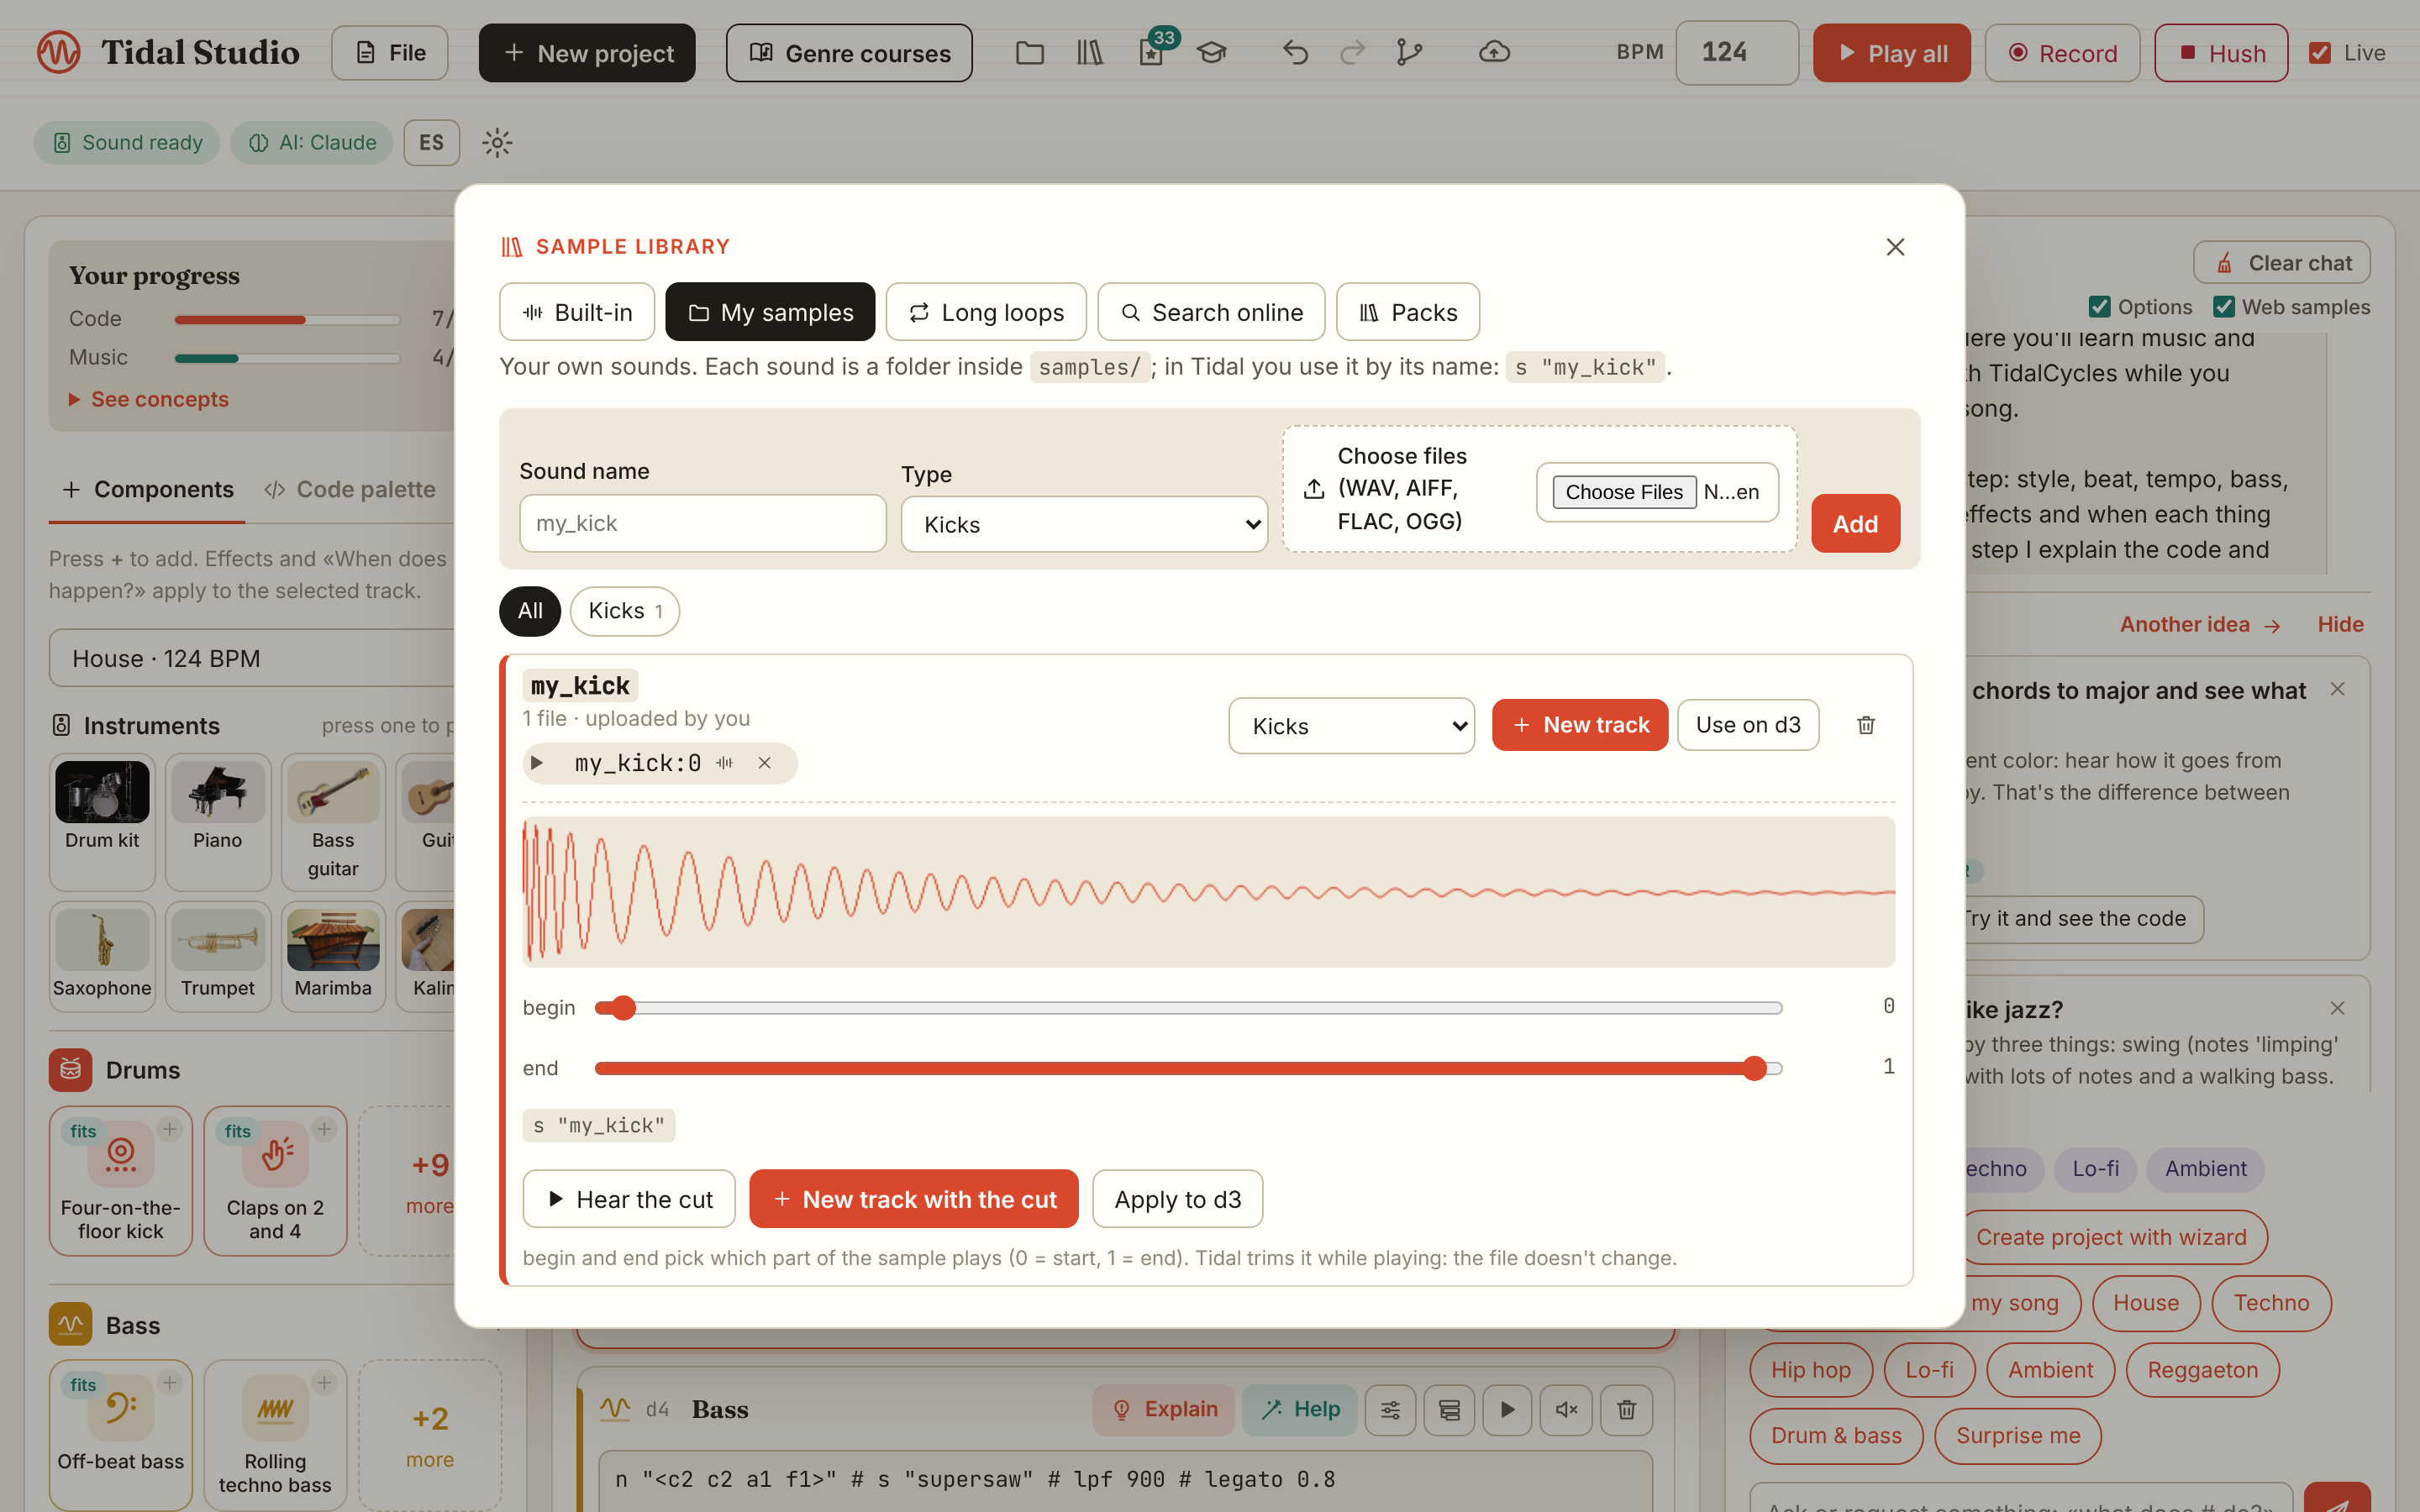 Tidal Studio
File
New project
Genre courses
33
BPM
124
Play all
Record
Hush
Live
Sound ready
AI: Claude
ES
Your progress
Code
7/
Music
4/
See concepts
Components
Code palette
Press + to add. Effects and «When does
happen?» apply to the selected track.
House · 124 BPM
Instruments
press one to p
Drum kit
Piano
Bass
guitar
Saxophone
Trumpet
Marimba
Drums
fits
Four-on-the-
floor kick
fits
Claps on 2
and 4
+9
more
Bass
fits
Off-beat bass
Rolling
techno bass
+2
more
SAMPLE LIBRARY
Built-in
My samples
Long loops
Search online
Packs
Your own sounds. Each sound is a folder inside samples/; in Tidal you use it by its name: s "my_kick".
Sound name
my_kick
Type
Kicks
Choose files
(WAV, AIFF,
FLAC, OGG)
Choose Files N...en
Add
All
Kicks 1
my_kick
1 file · uploaded by you
my_kick:0
Kicks
New track
Use on d3
begin
0
end
1
s "my_kick"
Hear the cut
New track with the cut
Apply to d3
begin and end pick which part of the sample plays (0 = start, 1 = end). Tidal trims it while playing: the file doesn't change.
d4 Bass
Explain
Help
n "<c2 c2 a1 f1>" # s "supersaw" # lpf 900 # legato 0.8
Clear chat
Options
Web samples
ere you'll learn music and
h TidalCycles while you
song.
tep: style, beat, tempo, bass,
effects and when each thing
step I explain the code and
Another idea →
Hide
chords to major and see what
ent color: hear how it goes from
py. That's the difference between
Try it and see the code
ike jazz?
by three things: swing (notes 'limping'
with lots of notes and a walking bass.
echno
Lo-fi
Ambient
Create project with wizard
my song
House
Techno
Hip hop
Lo-fi
Ambient
Reggaeton
Drum & bass
Surprise me